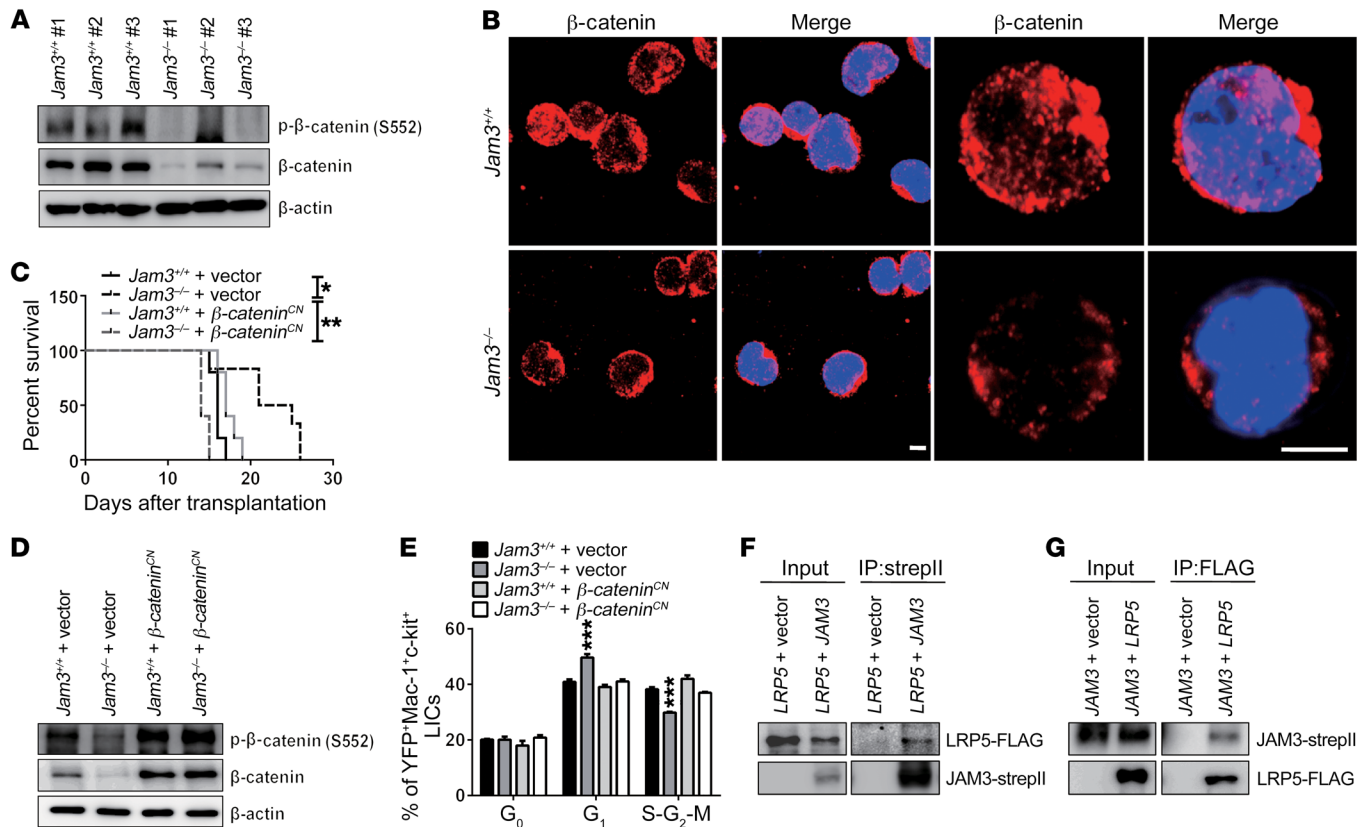 A
Jam3+/+ #1
Jam3+/+ #2
Jam3+/+ #3
Jam3−/− #1
Jam3−/− #2
Jam3−/− #3
p-β-catenin (S552)
β-catenin
β-actin
B
β-catenin Merge β-catenin Merge
Jam3+/+
Jam3−/−
C
Jam3+/+ + vector
Jam3−/− + vector
Jam3+/+ + β-cateninCN
Jam3−/− + β-cateninCN
*
**
150
100
50
0
Percent survival
0 10 20 30
Days after transplantation
D
Jam3+/+ + vector
Jam3−/− + vector
Jam3+/+ + β-cateninCN
Jam3−/− + β-cateninCN
p-β-catenin (S552)
β-catenin
β-actin
E
Jam3+/+ + vector
Jam3−/− + vector
Jam3+/+ + β-cateninCN
Jam3−/− + β-cateninCN
% of YFP+Mac-1+c-kit+
LICs
60
40
20
0
***
***
G0 G1 S-G2-M
F
Input IP:strepII
LRP5 + vector
LRP5 + JAM3
LRP5 + vector
LRP5 + JAM3
LRP5-FLAG
JAM3-strepII
G
Input IP:FLAG
JAM3 + vector
JAM3 + LRP5
JAM3 + vector
JAM3 + LRP5
JAM3-strepII
LRP5-FLAG